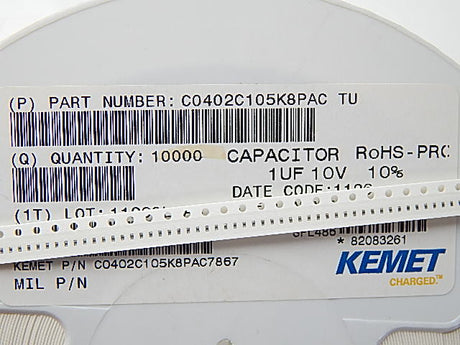 (P) PART NUMBER: C0402C105K8PAC TU
(Q) QUANTITY: 10000 CAPACITOR RoHS-PRC
1UF 10V 10%
DATE CODE:
(1T) LOT:
* 82083261
KEMET P/N C0402C105K8PAC7867
KEMET
MIL P/N
CHARGED.™